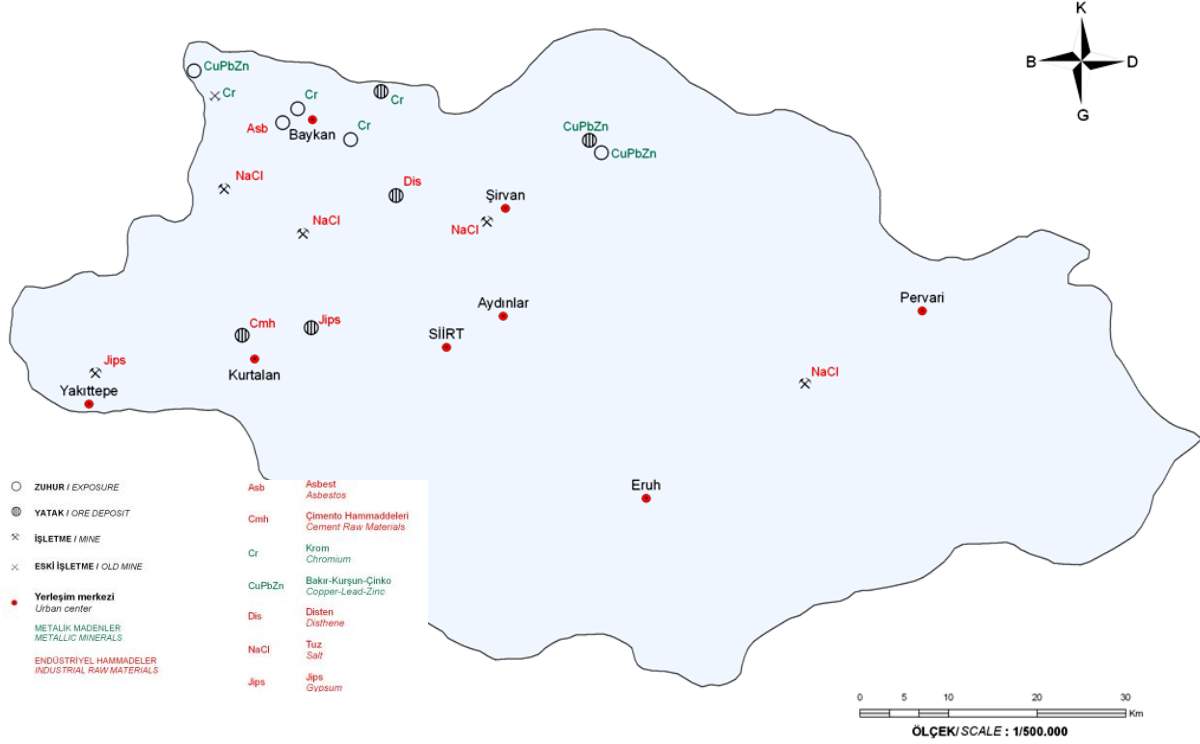 K
B
D
G
CuPbZn
Cr
Cr
Cr
Asb
Baykan
Cr
CuPbZn
CuPbZn
NaCl
Dis
Şirvan
NaCl
NaCl
Aydınlar
Pervari
Cmh
Jips
SİİRT
Jips
Kurtalan
NaCl
Yakıttepe
Eruh
ZUHUR / EXPOSURE
YATAK / ORE DEPOSIT
İŞLETME / MINE
ESKİ İŞLETME / OLD MINE
Yerleşim merkezi
Urban center
METALİK MADENLER
METALLIC MINERALS
ENDÜSTRİYEL HAMMADELER
INDUSTRIAL RAW MATERIALS
Asb Asbest
Asbestos
Cmh Çimento Hammaddeleri
Cement Raw Materials
Cr Krom
Chromium
CuPbZn Bakır-Kurşun-Çinko
Copper-Lead-Zinc
Dis Disten
Disthene
NaCl Tuz
Salt
Jips Jips
Gypsum
0 5 10 20 30
Km
ÖLÇEK/SCALE : 1/500.000